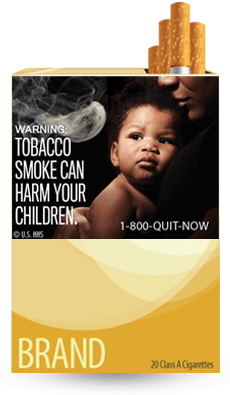 WARNING:
TOBACCO
SMOKE CAN
HARM YOUR
CHILDREN.
© U.S. HHS
1-800-QUIT-NOW
BRAND
20 Class A Cigarettes